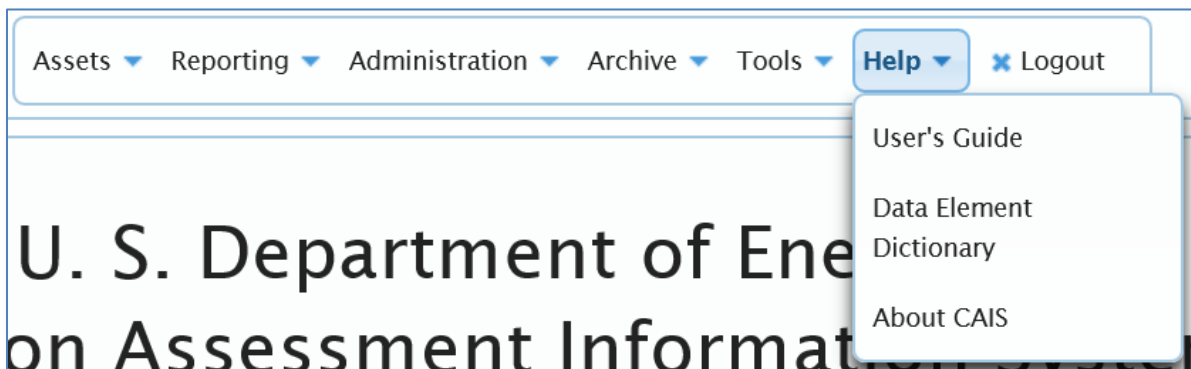 Assets Reporting Administration Archive Tools Help Logout
User's Guide
Data Element
Dictionary
About CAIS
U. S. Department of Ene
on Assessment Informat